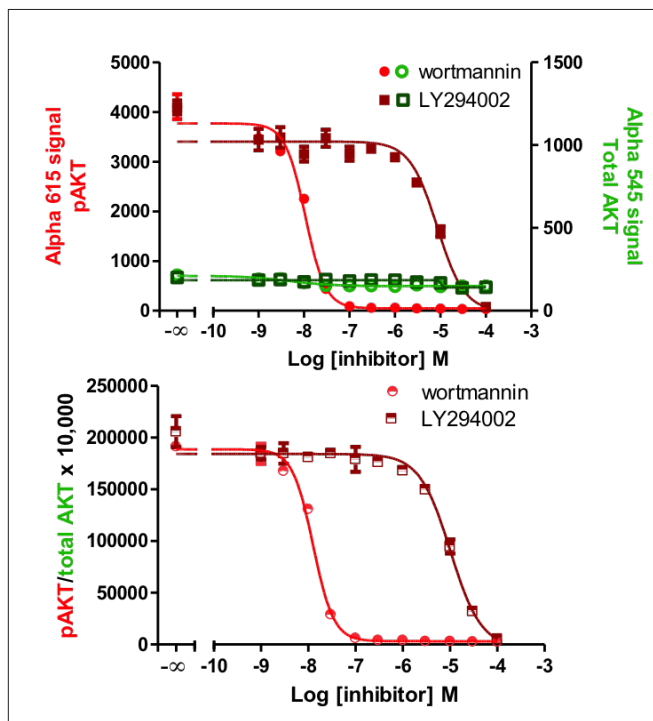 5000
4000
3000
2000
1000
0
Alpha 615 signal
pAKT
1500
1000
500
0
Alpha 545 signal
Total AKT
wortmannin
LY294002
-∞ -10 -9 -8 -7 -6 -5 -4 -3
Log [inhibitor] M
250000
200000
150000
100000
50000
0
pAKT/total AKT x 10,000
wortmannin
LY294002
-∞ -10 -9 -8 -7 -6 -5 -4 -3
Log [inhibitor] M